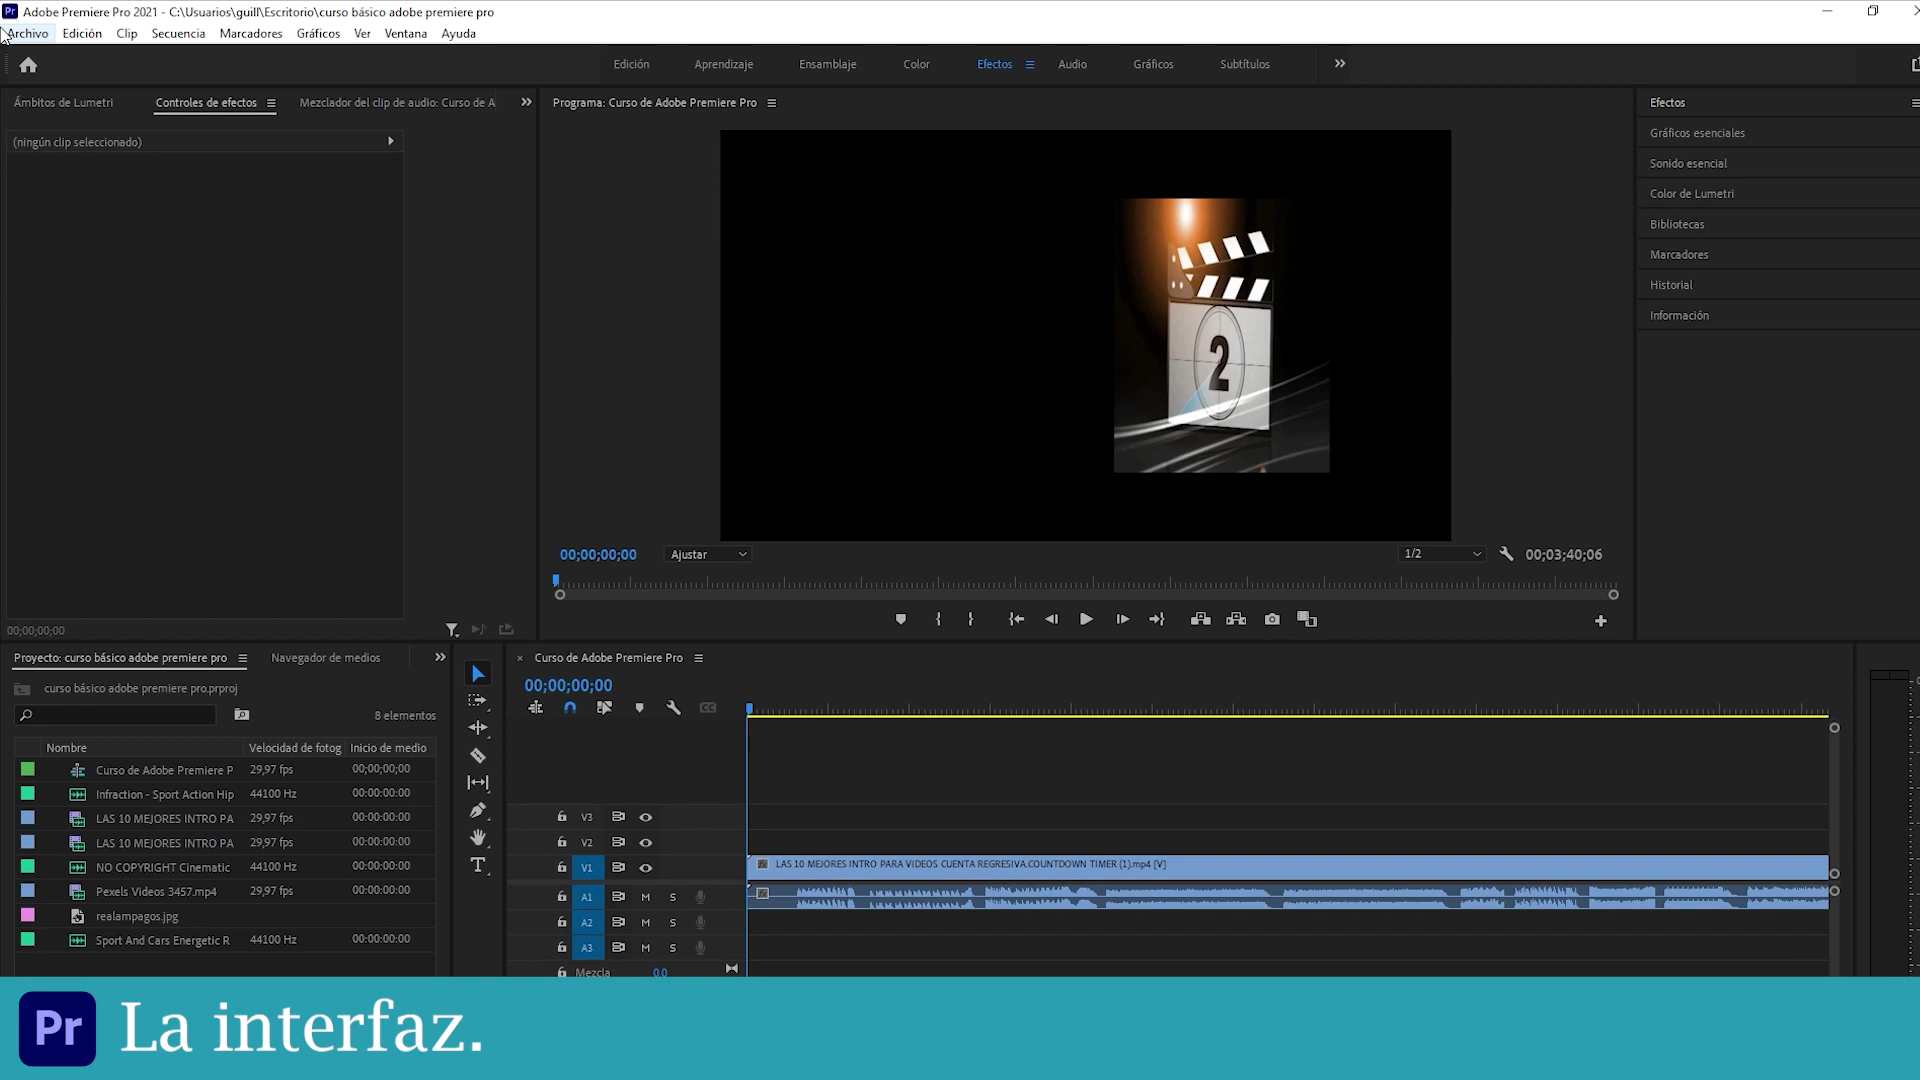 Pr Adobe Premiere Pro 2021 - C:\Usuarios\guill\Escritorio\curso básico adobe premiere pro
Archivo Edición Clip Secuencia Marcadores Gráficos Ver Ventana Ayuda
Edición Aprendizaje Ensamblaje Color Efectos Audio Gráficos Subtítulos
Ámbitos de Lumetri Controles de efectos Mezclador del clip de audio: Curso de A
(ningún clip seleccionado)
00;00;00;00
Programa: Curso de Adobe Premiere Pro
2
00;00;00;00 Ajustar 1/2 00;03;40;06
Efectos
Gráficos esenciales
Sonido esencial
Color de Lumetri
Bibliotecas
Marcadores
Historial
Información
Proyecto: curso básico adobe premiere pro Navegador de medios
curso básico adobe premiere pro.prproj
8 elementos
Nombre Velocidad de fotog Inicio de medio
Curso de Adobe Premiere P 29,97 fps 00;00;00;00
Infraction - Sport Action Hip 44100 Hz 00:00:00:00
LAS 10 MEJORES INTRO PA 29,97 fps 00:00:00:00
LAS 10 MEJORES INTRO PA 29,97 fps 00:00:00:00
NO COPYRIGHT Cinematic 44100 Hz 00:00:00:00
Pexels Videos 3457.mp4 29,97 fps 00:00:00:00
realampagos.jpg
Sport And Cars Energetic R 44100 Hz 00:00:00:00
T
Curso de Adobe Premiere Pro
00;00;00;00
CC
V3
V2
V1 fx LAS 10 MEJORES INTRO PARA VIDEOS CUENTA REGRESIVA.COUNTDOWN TIMER (1).mp4 [V]
A1 M S fx
A2 M S
A3 M S
Mezcla 0,0
Pr La interfaz.